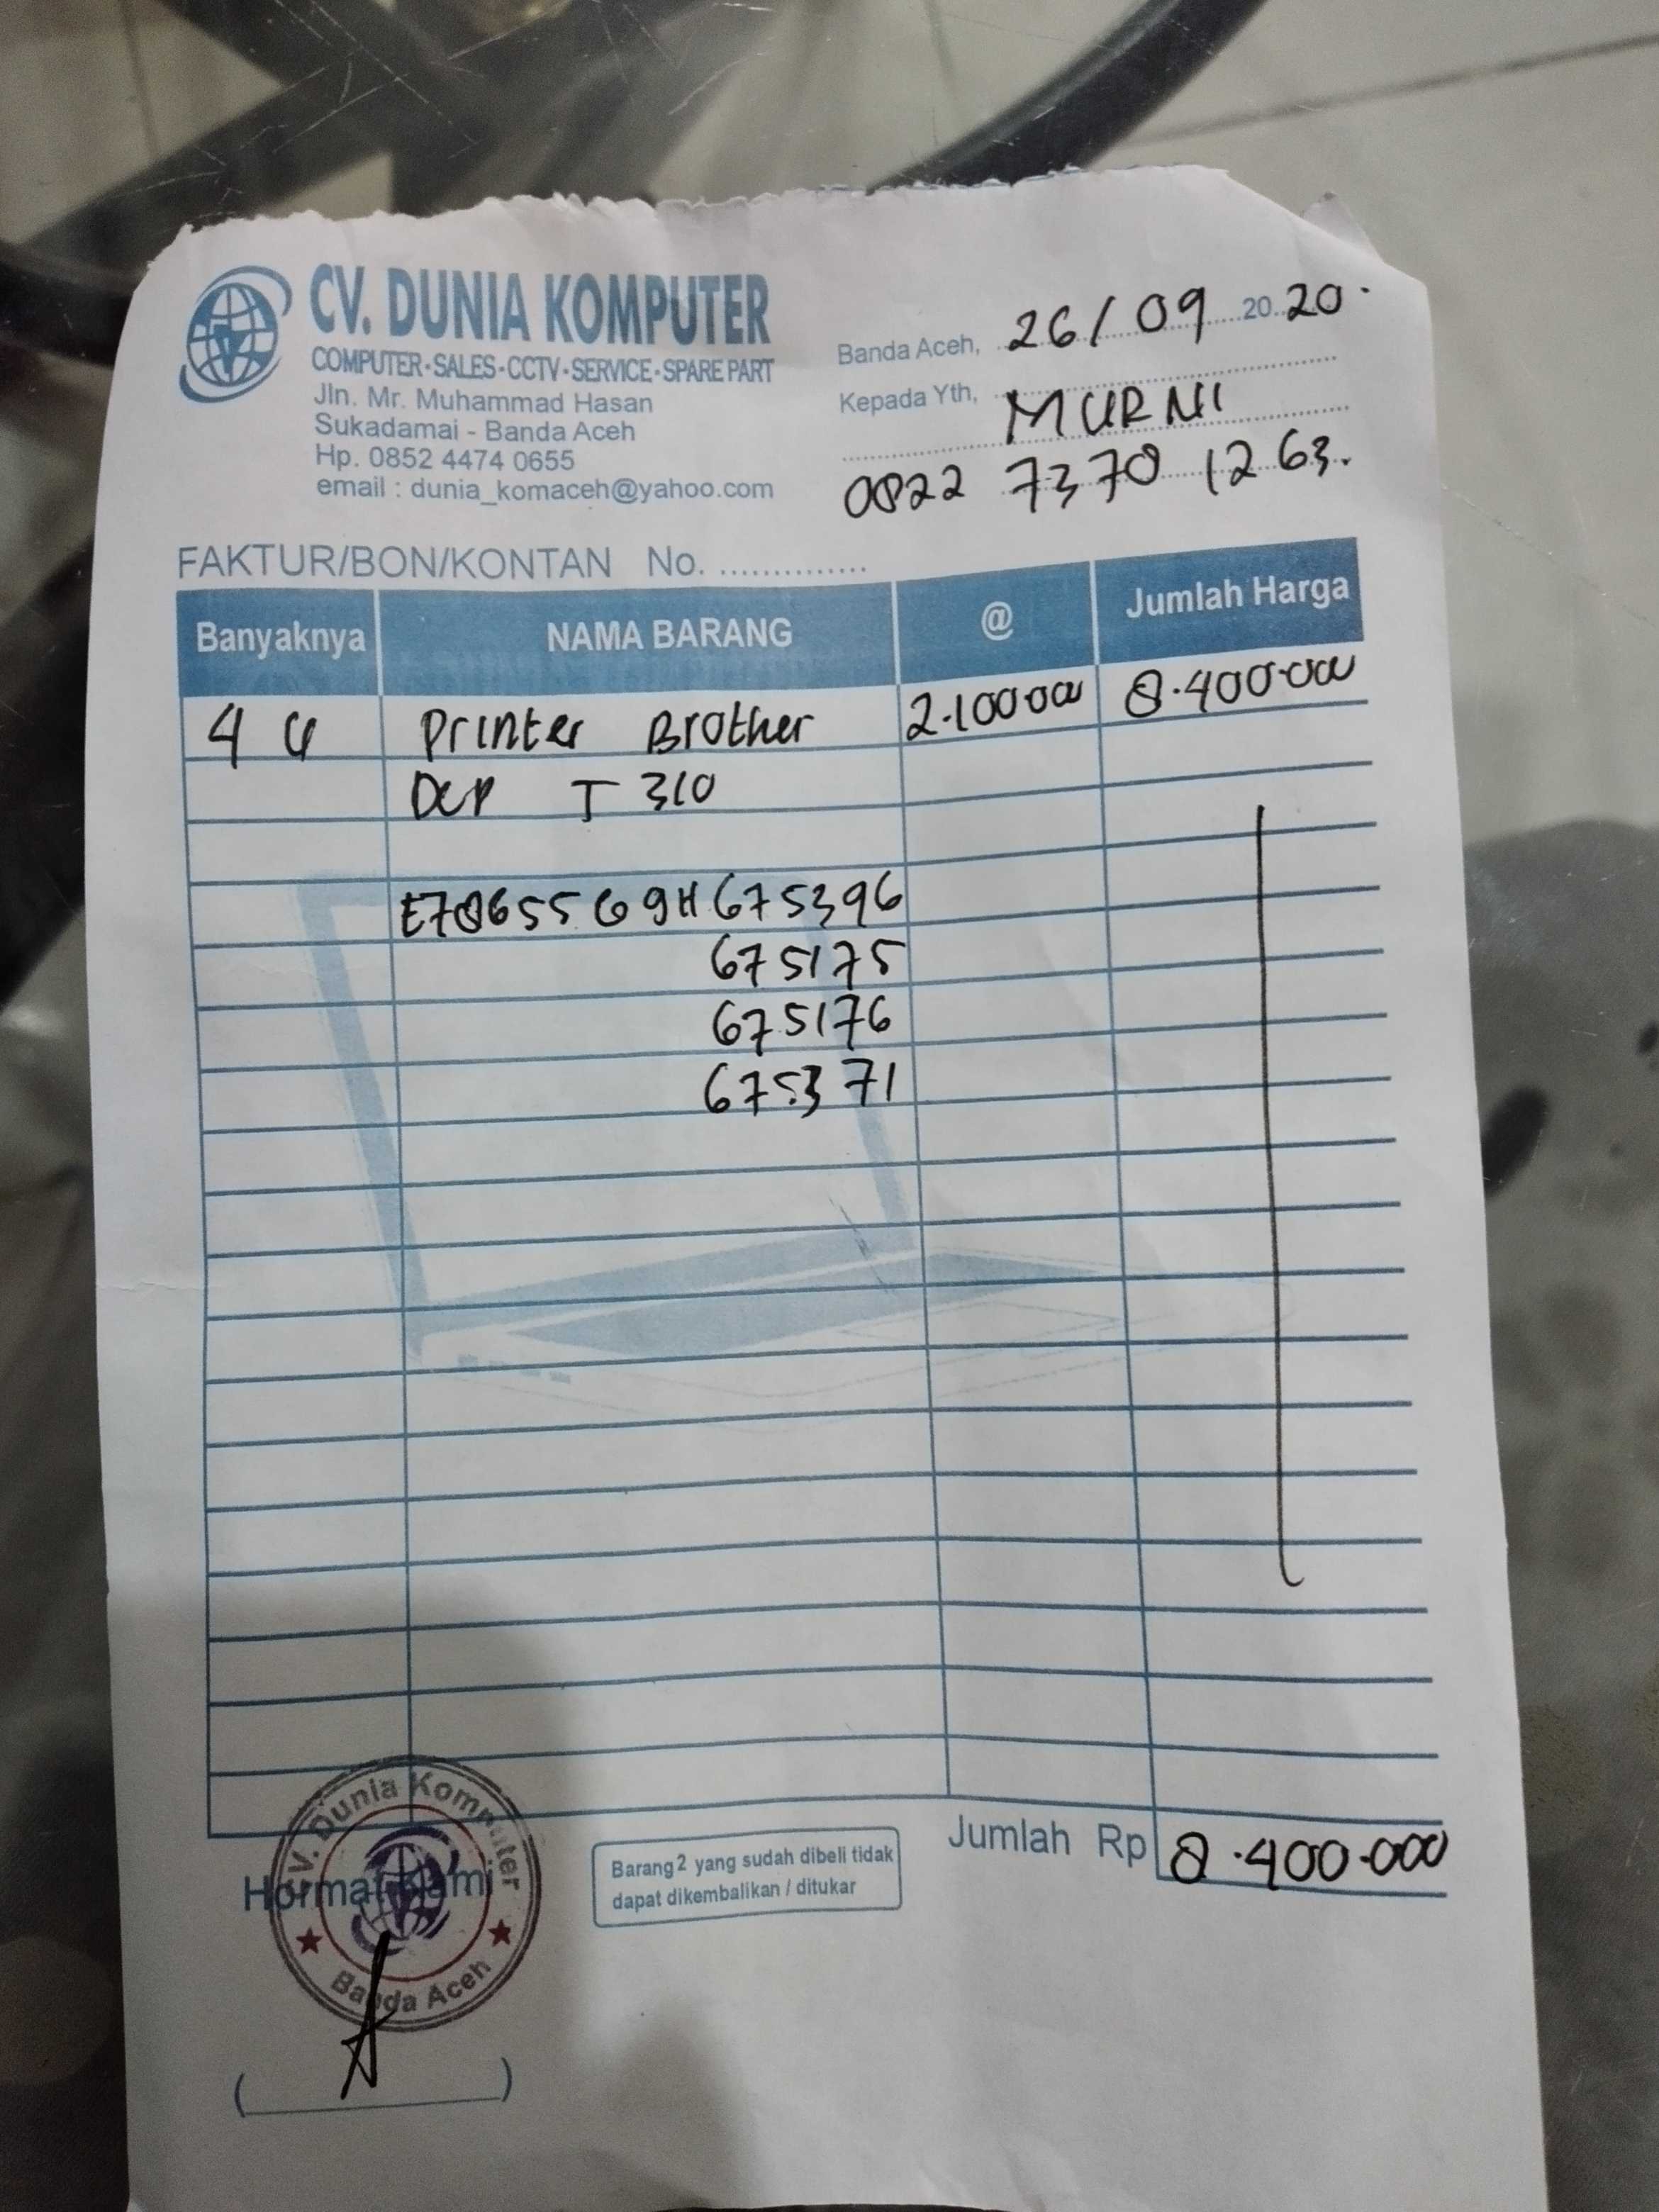 CV. DUNIA KOMPUTER
COMPUTER - SALES - CCTV - SERVICE - SPARE PART
Jln. Mr. Muhammad Hasan
Sukadamai - Banda Aceh
Hp. 0852 4474 0655
email : dunia_komaceh@yahoo.com
Banda Aceh, 26/09 20.20.
Kepada Yth, MURNI
0822 7370 1263.
FAKTUR/BON/KONTAN No. ..............
Banyaknya NAMA BARANG @ Jumlah Harga
4 Printer Brother 2.100.000 8.400.000
DCP T 310
E78655G9H675396
675175
675176
675371
Jumlah Rp 8.400.000
Barang2 yang sudah dibeli tidak
dapat dikembalikan / ditukar
Hormat Kami
CV. Dunia Komputer
Banda Aceh
( )